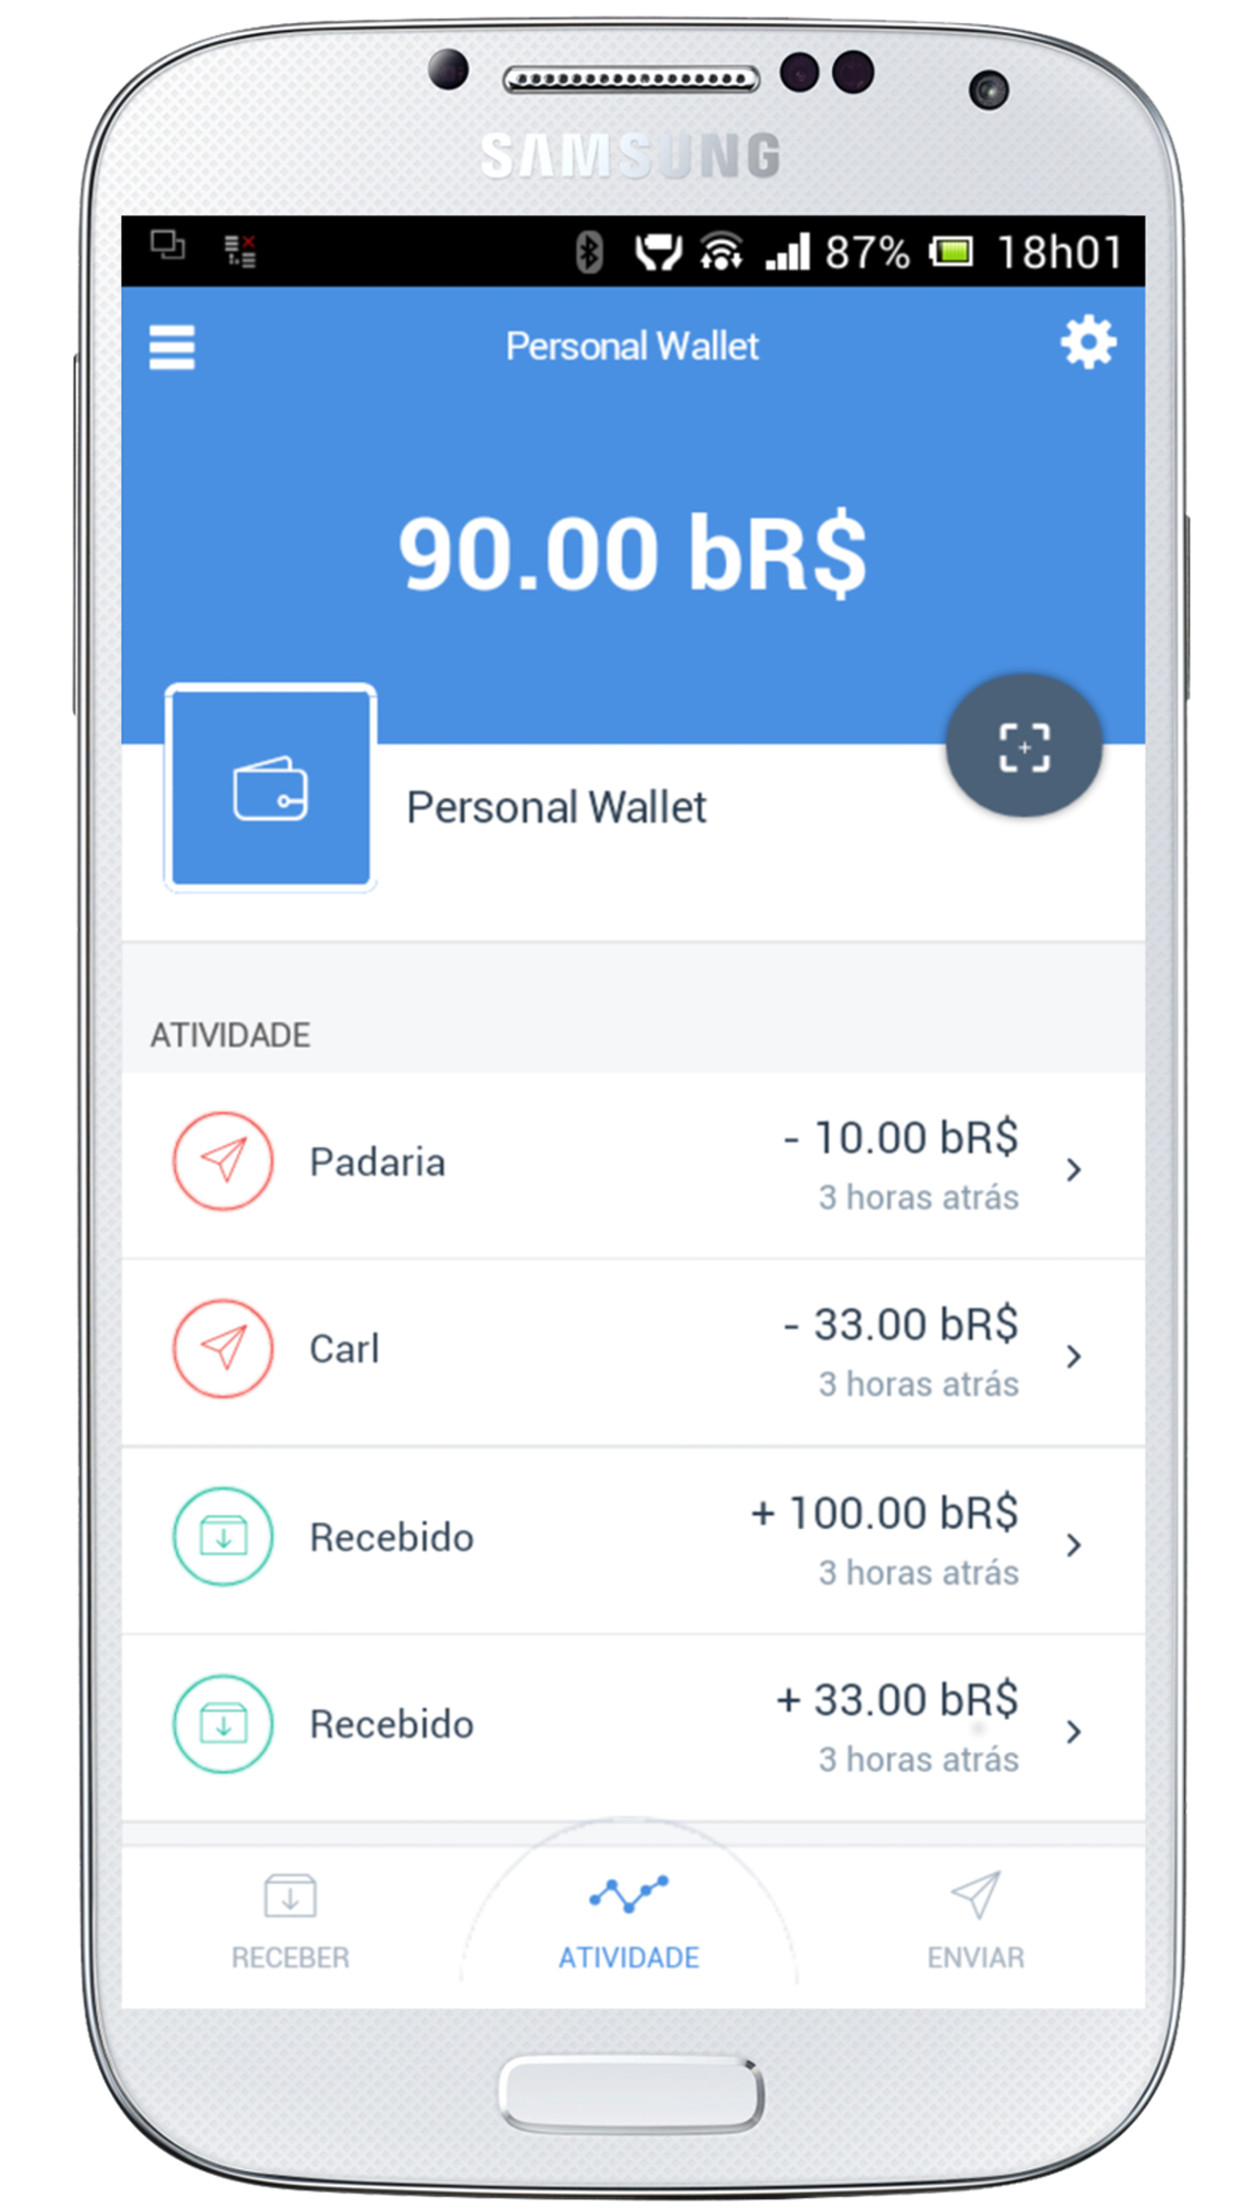 SAMSUNG
87% 18h01
Personal Wallet
90.00 bR$
Personal Wallet
ATIVIDADE
Padaria
- 10.00 bR$
3 horas atrás
Carl
- 33.00 bR$
3 horas atrás
Recebido
+ 100.00 bR$
3 horas atrás
Recebido
+ 33.00 bR$
3 horas atrás
RECEBER
ATIVIDADE
ENVIAR